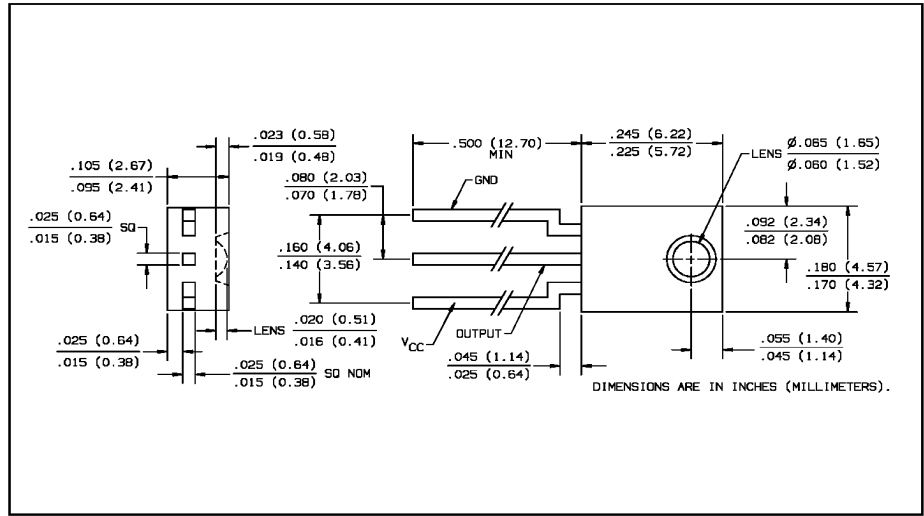 .023 (0.58)
.019 (0.48)
.105 (2.67)
.095 (2.41)
.025 (0.64)
.015 (0.38) SQ
.025 (0.64)
.015 (0.38)
LENS .020 (0.51)
.016 (0.41)
.025 (0.64)
.015 (0.38) SQ NOM
.500 (12.70)
MIN
.245 (6.22)
.225 (5.72)
LENS Ø.065 (1.65)
Ø.060 (1.52)
.080 (2.03)
.070 (1.78)
GND
.160 (4.06)
.140 (3.56)
.092 (2.34)
.082 (2.08)
.180 (4.57)
.170 (4.32)
VCC
OUTPUT
.045 (1.14)
.025 (0.64)
.055 (1.40)
.045 (1.14)
DIMENSIONS ARE IN INCHES (MILLIMETERS).